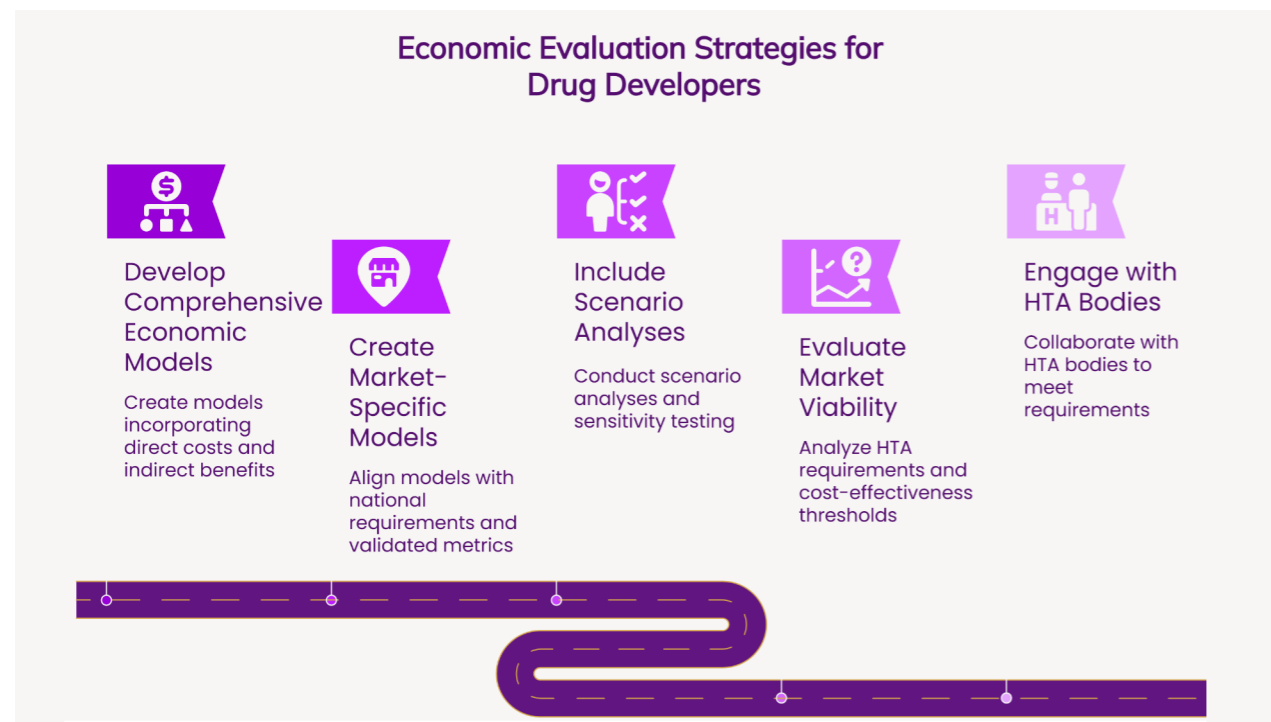 Economic Evaluation Strategies for
Drug Developers
Develop
Comprehensive
Economic
Models
Create models
incorporating
direct costs and
indirect benefits
Create
Market-
Specific
Models
Align models with
national
requirements and
validated metrics
Include
Scenario
Analyses
Conduct scenario
analyses and
sensitivity testing
Evaluate
Market
Viability
Analyze HTA
requirements and
cost-effectiveness
thresholds
H
Engage with
HTA Bodies
Collaborate with
HTA bodies to
meet
requirements